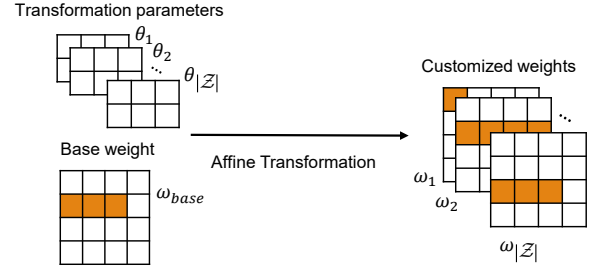 Transformation parameters
θ₁
θ₂
...
θ|𝒵|
Customized weights
...
Base weight
ω_base
Affine Transformation
ω₁
ω₂
ω|𝒵|